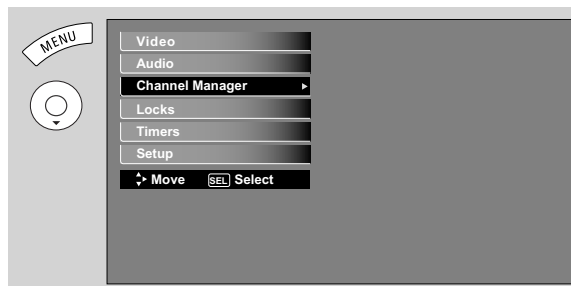 MENU
Video
Audio
Channel Manager
Locks
Timers
Setup
Move SEL Select